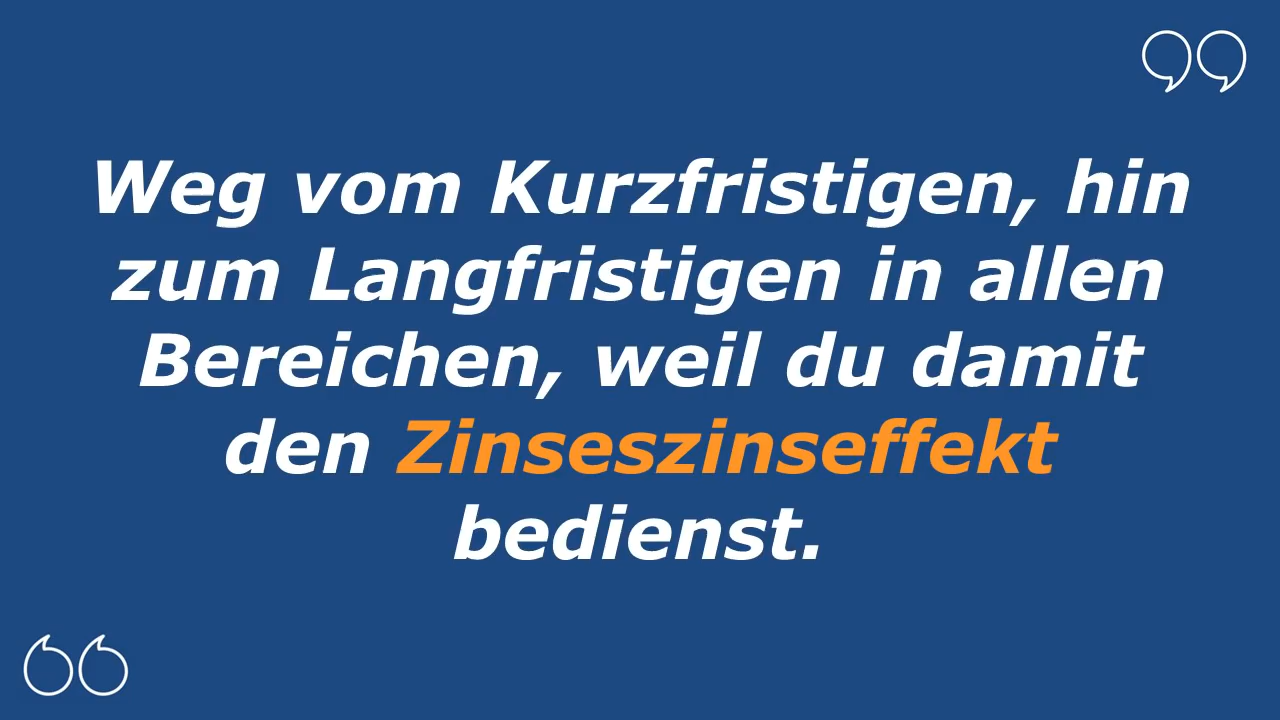 Weg vom Kurzfristigen, hin
zum Langfristigen in allen
Bereichen, weil du damit
den Zinseszinseffekt
bedienst.